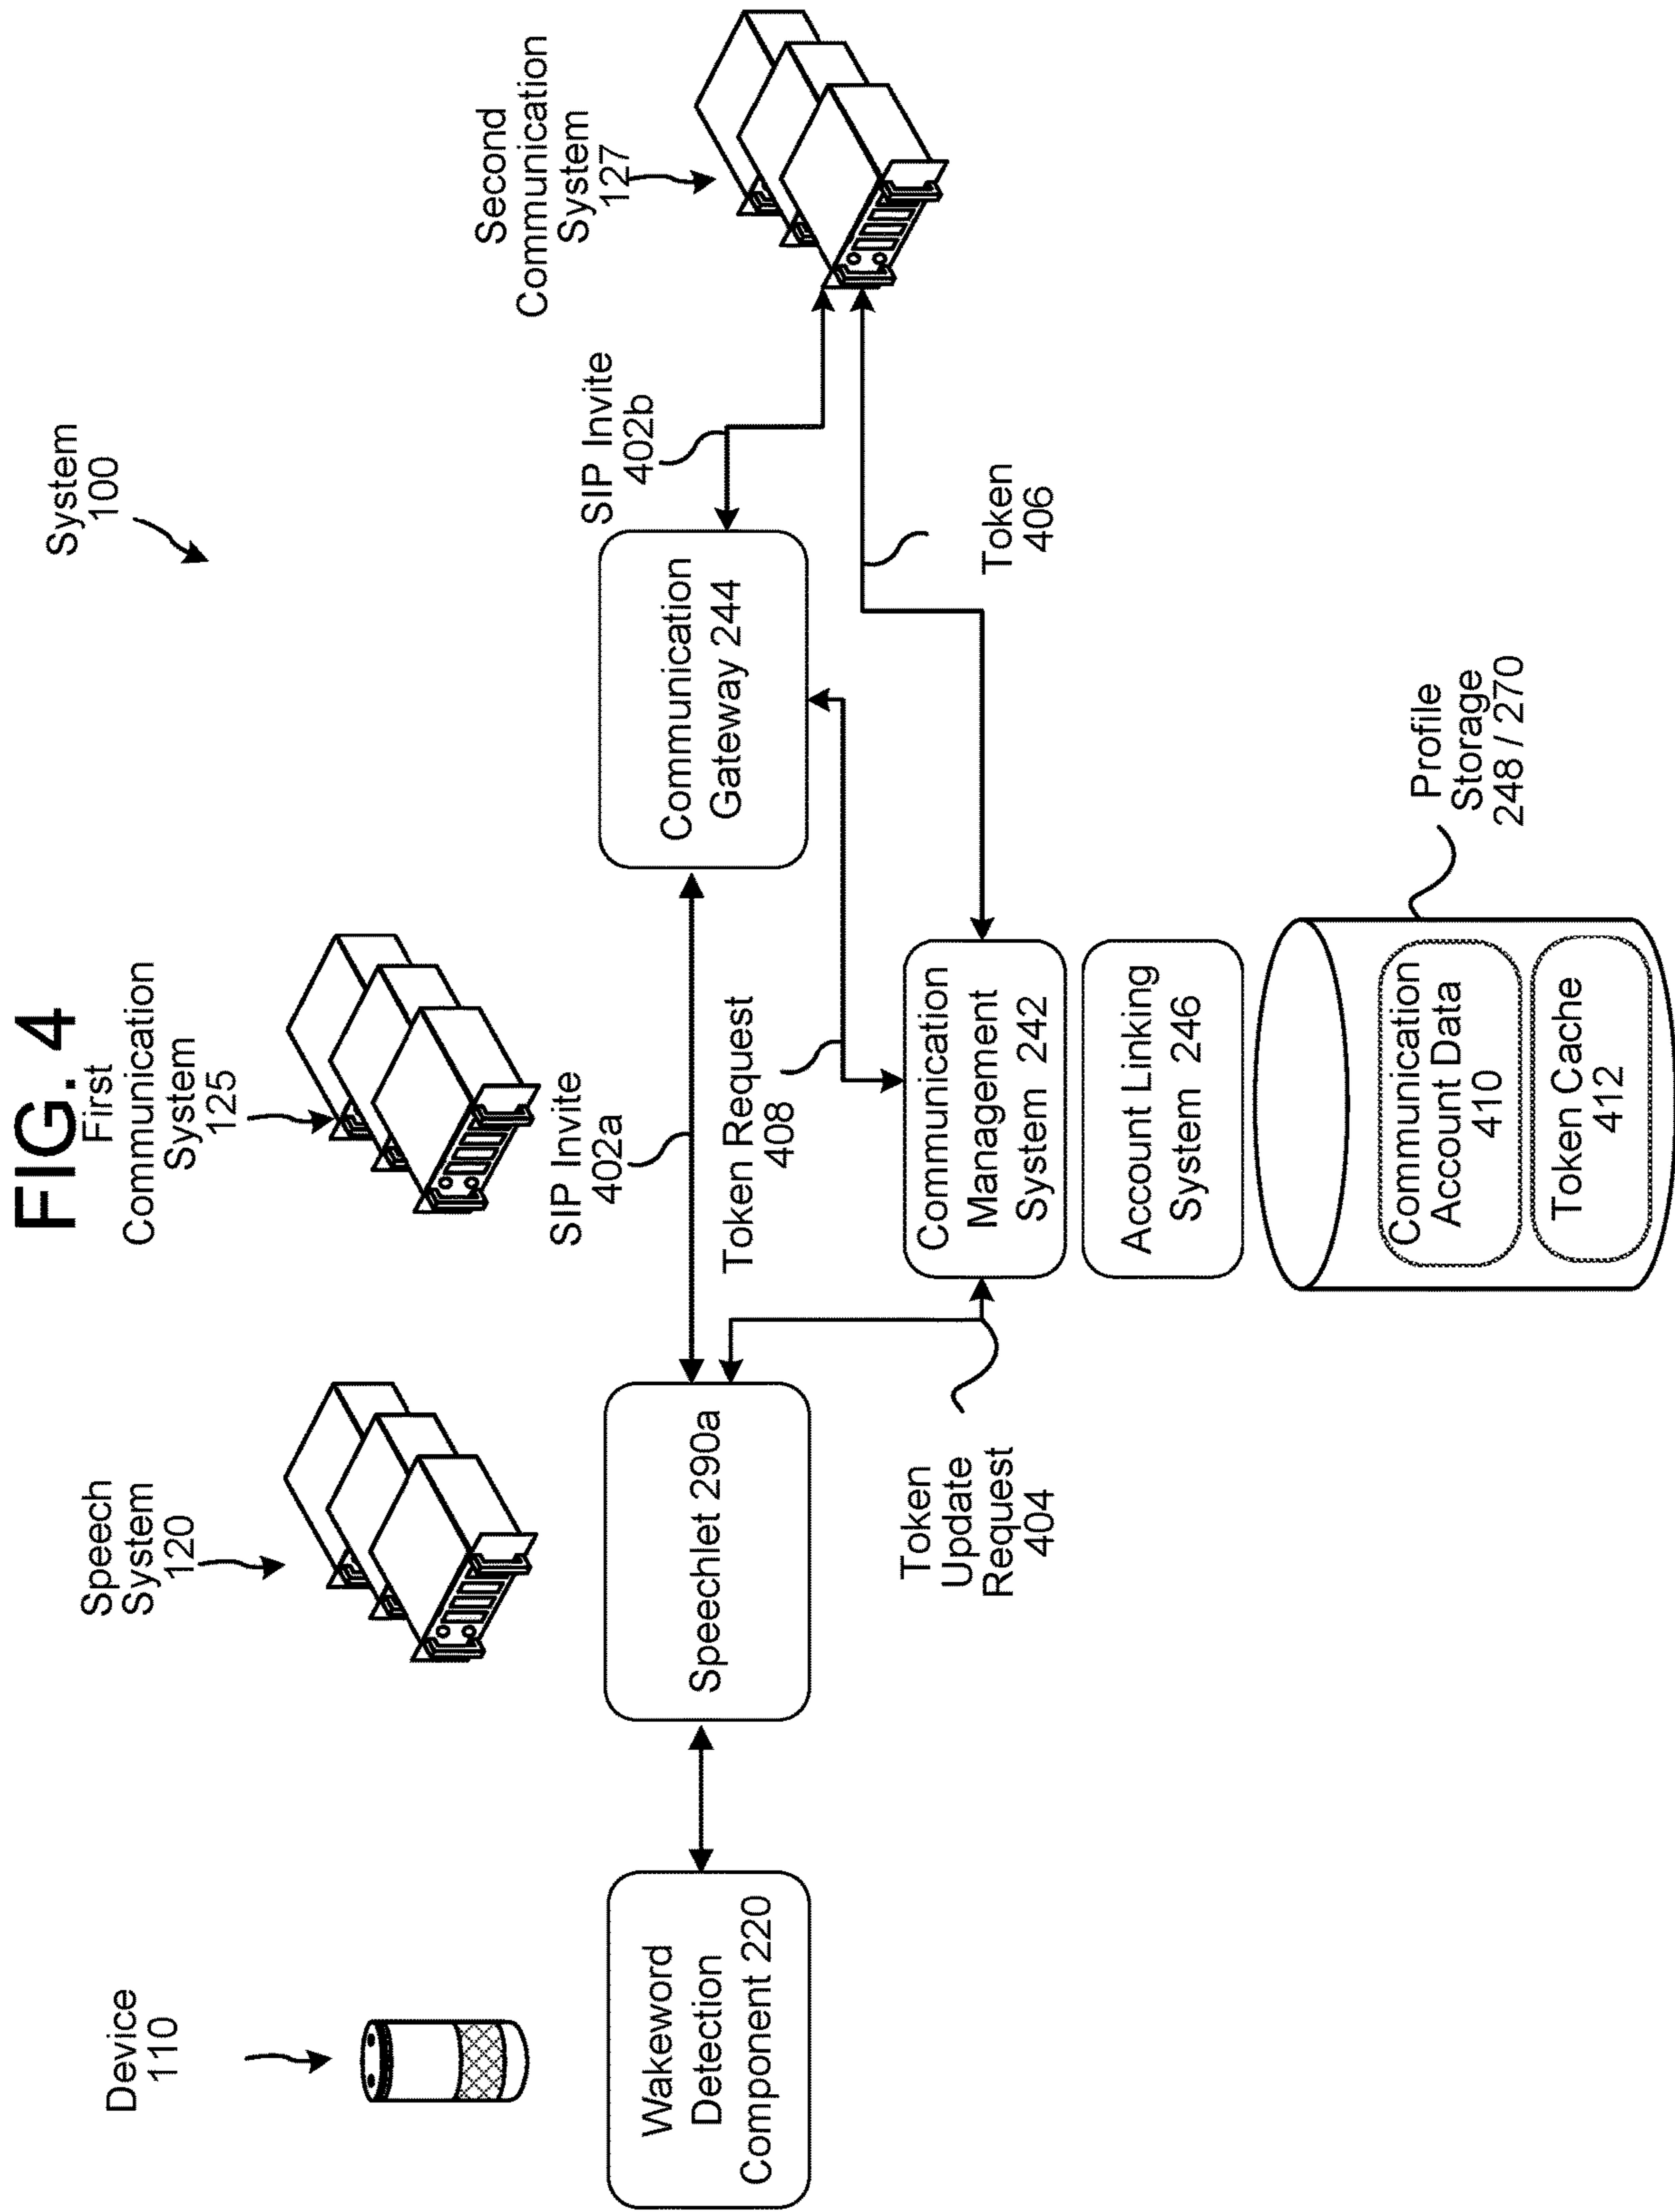 FIG. 4
System
100
Device
110
Speech
System
120
First
Communication
System
125
Second
Communication
System
127
Wakeword
Detection
Component 220
Speechlet 290a
SIP Invite
402a
Communication
Gateway 244
SIP Invite
402b
Token Request
408
Token
Update
Request
404
Token
406
Communication
Management
System 242
Account Linking
System 246
Profile
Storage
248 / 270
Communication
Account Data
410
Token Cache
412